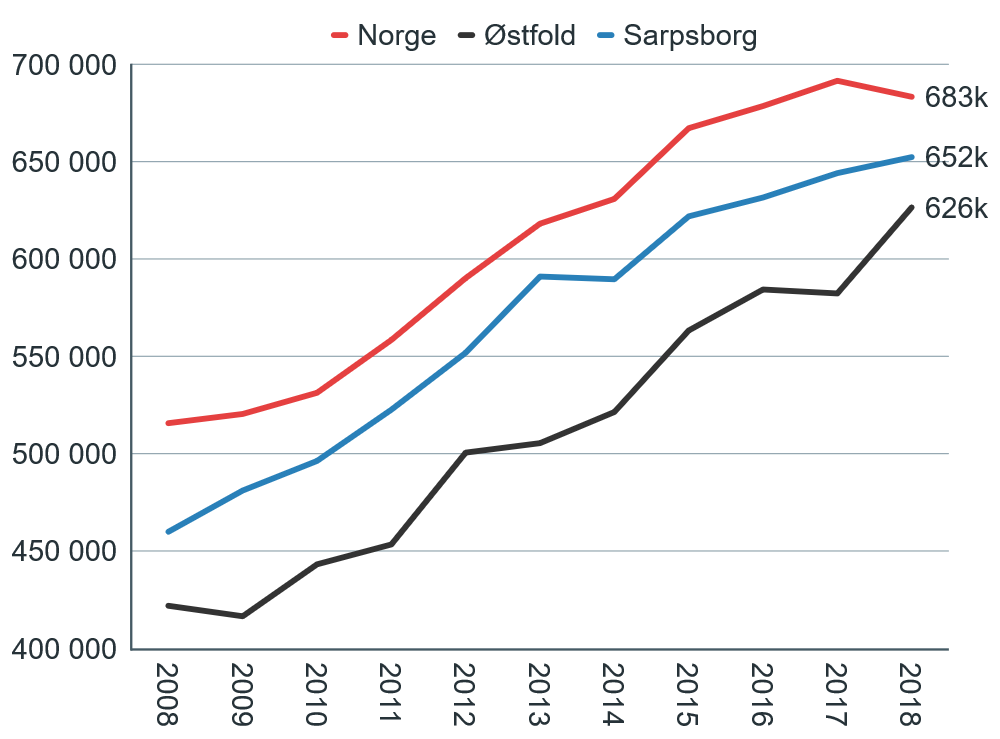 Norge Østfold Sarpsborg
700 000
683k
650 000
652k
626k
600 000
550 000
500 000
450 000
400 000
2008 2009 2010 2011 2012 2013 2014 2015 2016 2017 2018